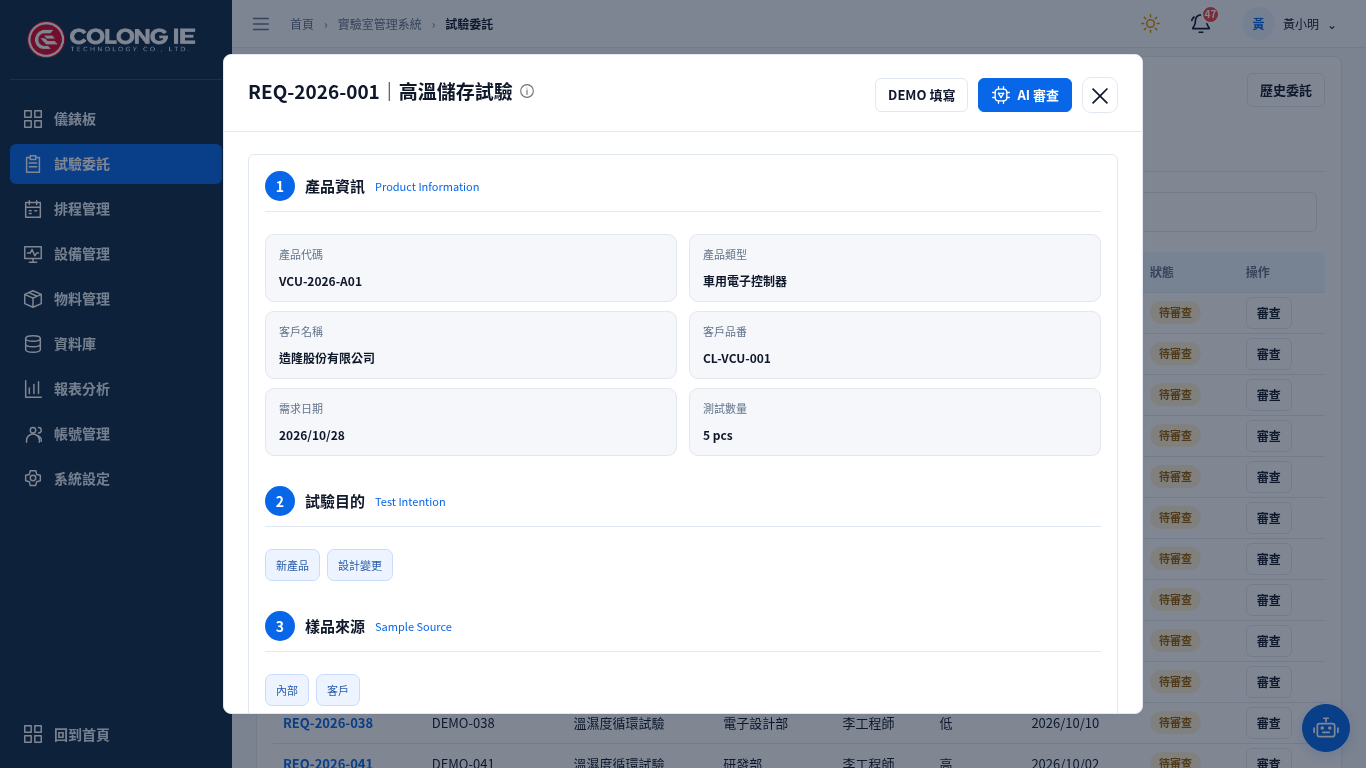 COLONG IE
TECHNOLOGY CO., LTD.
儀錶板
試驗委託
排程管理
設備管理
物料管理
資料庫
報表分析
帳號管理
系統設定
回到首頁
首頁 › 實驗室管理系統 › 試驗委託
47
黃 黃小明
歷史委託
REQ-2026-001｜高溫儲存試驗
DEMO 填寫
AI 審查
1 產品資訊 Product Information
產品代碼
VCU-2026-A01
產品類型
車用電子控制器
客戶名稱
造隆股份有限公司
客戶品番
CL-VCU-001
需求日期
2026/10/28
測試數量
5 pcs
2 試驗目的 Test Intention
新產品 設計變更
3 樣品來源 Sample Source
內部 客戶
狀態 操作
待審查 審查
待審查 審查
待審查 審查
待審查 審查
待審查 審查
待審查 審查
待審查 審查
待審查 審查
待審查 審查
待審查 審查
REQ-2026-038 DEMO-038 溫濕度循環試驗 電子設計部 李工程師 低 2026/10/10 待審查 審查
REQ-2026-041 DEMO-041 溫濕度循環試驗 研發部 李工程師 高 2026/10/02 待審查 審查